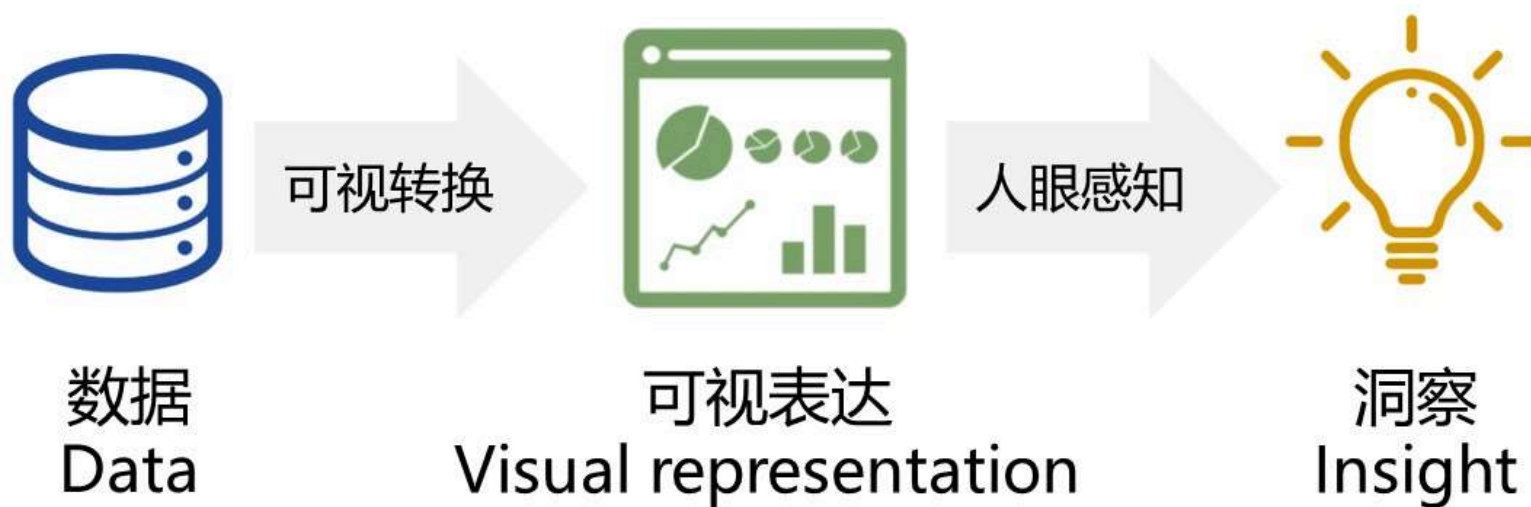 可视转换
人眼感知
数据
Data
可视表达
Visual representation
洞察
Insight